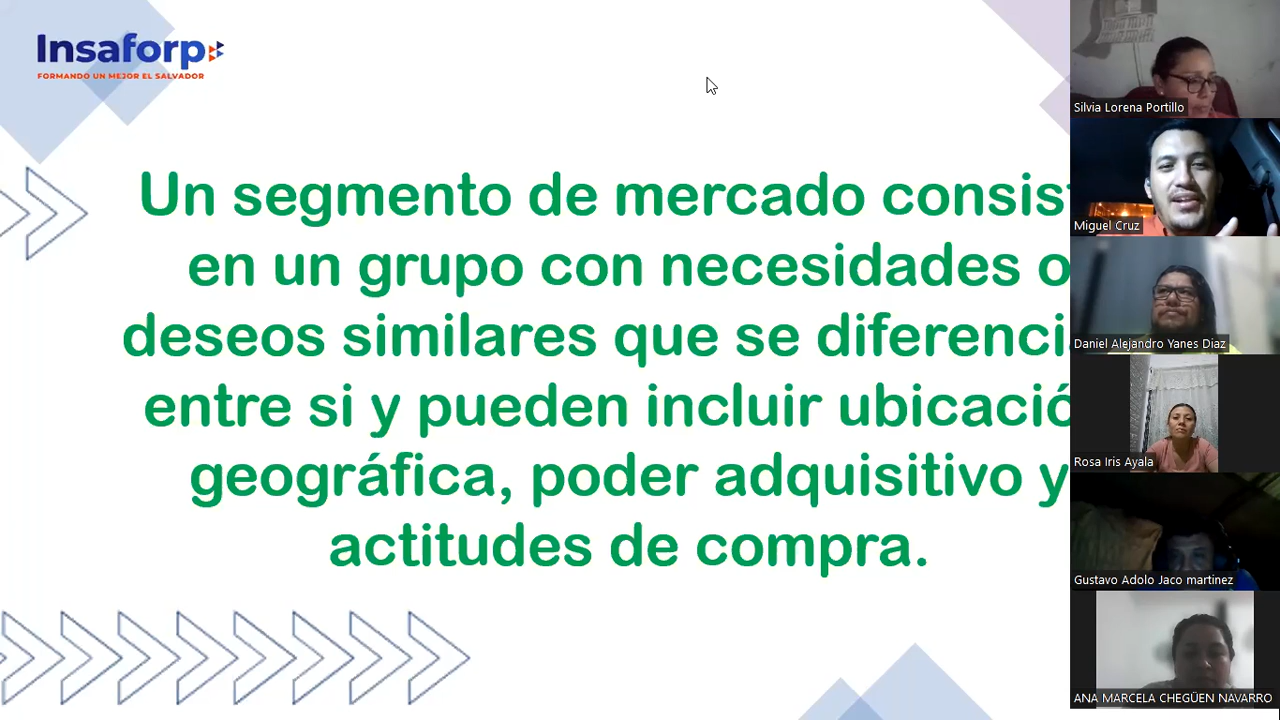 Insaforp
FORMANDO UN MEJOR EL SALVADOR
Un segmento de mercado consist
en un grupo con necesidades o
deseos similares que se diferenci
entre si y pueden incluir ubicació
geográfica, poder adquisitivo y
actitudes de compra.
Silvia Lorena Portillo
Miguel Cruz
Daniel Alejandro Yanes Diaz
Rosa Iris Ayala
Gustavo Adolo Jaco martinez
ANA MARCELA CHEGÜEN NAVARRO